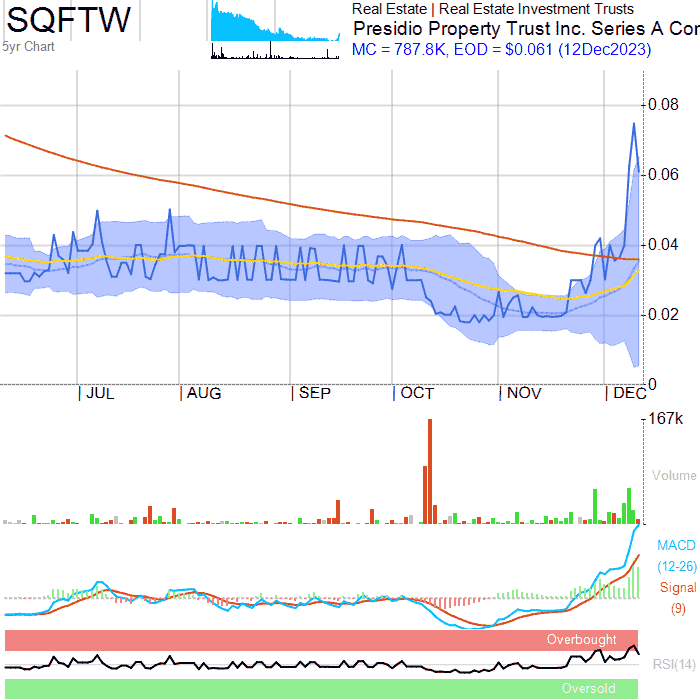 SQFTW
5yr Chart
Real Estate | Real Estate Investment Trusts
Presidio Property Trust Inc. Series A Cor
MC = 787.8K, EOD = $0.061 (12Dec2023)
0.08
0.06
0.04
0.02
0
JUL AUG SEP OCT NOV DEC
167k
Volume
MACD
(12-26)
Signal
(9)
Overbought
RSI(14)
Oversold